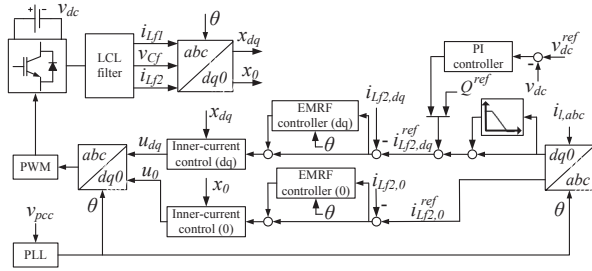 v_dc
LCL
filter
i_Lf1
v_Cf
i_Lf2
θ
abc
dq0
x_dq
x_0
PI
controller
v_dc^ref
-
v_dc
Q^ref
i_l,abc
EMRF
controller (dq)
θ
i_Lf2,dq
-
i_Lf2,dq^ref
x_dq
Inner-current
control (dq)
u_dq
u_0
abc
dq0
θ
PWM
x_0
Inner-current
control (0)
EMRF
controller (0)
θ
i_Lf2,0
-
i_Lf2,0^ref
dq0
abc
θ
v_pcc
PLL